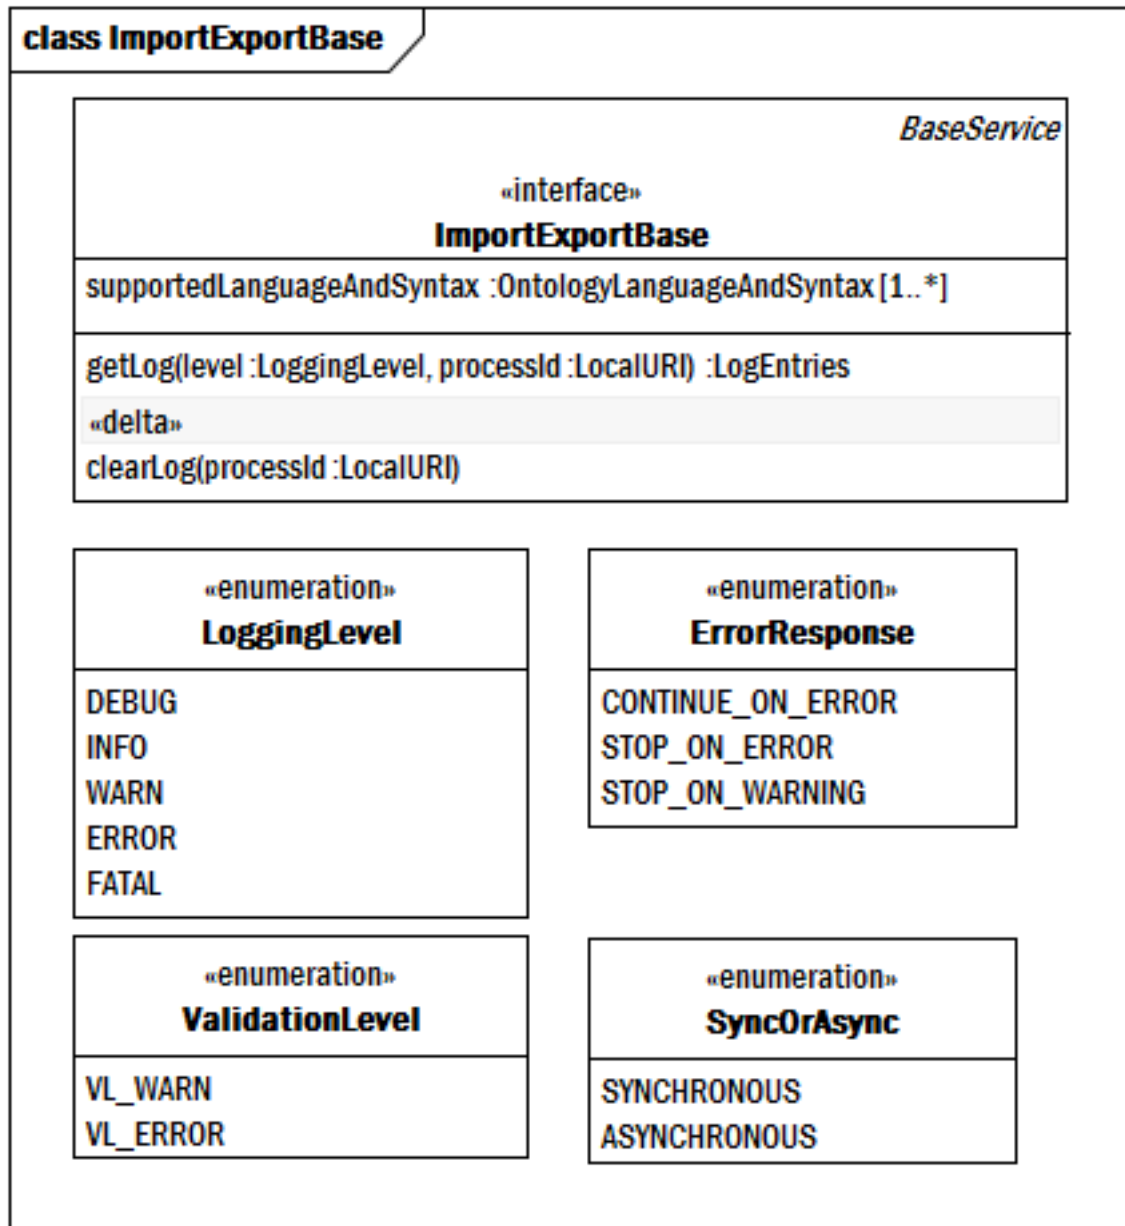 class ImportExportBase
BaseService
«interface»
ImportExportBase
supportedLanguageAndSyntax :OntologyLanguageAndSyntax [1..*]
getLog(level :LoggingLevel, processId :LocalURI) :LogEntries
«delta»
clearLog(processId :LocalURI)
«enumeration»
LoggingLevel
DEBUG
INFO
WARN
ERROR
FATAL
«enumeration»
ErrorResponse
CONTINUE_ON_ERROR
STOP_ON_ERROR
STOP_ON_WARNING
«enumeration»
ValidationLevel
VL_WARN
VL_ERROR
«enumeration»
SyncOrAsync
SYNCHRONOUS
ASYNCHRONOUS